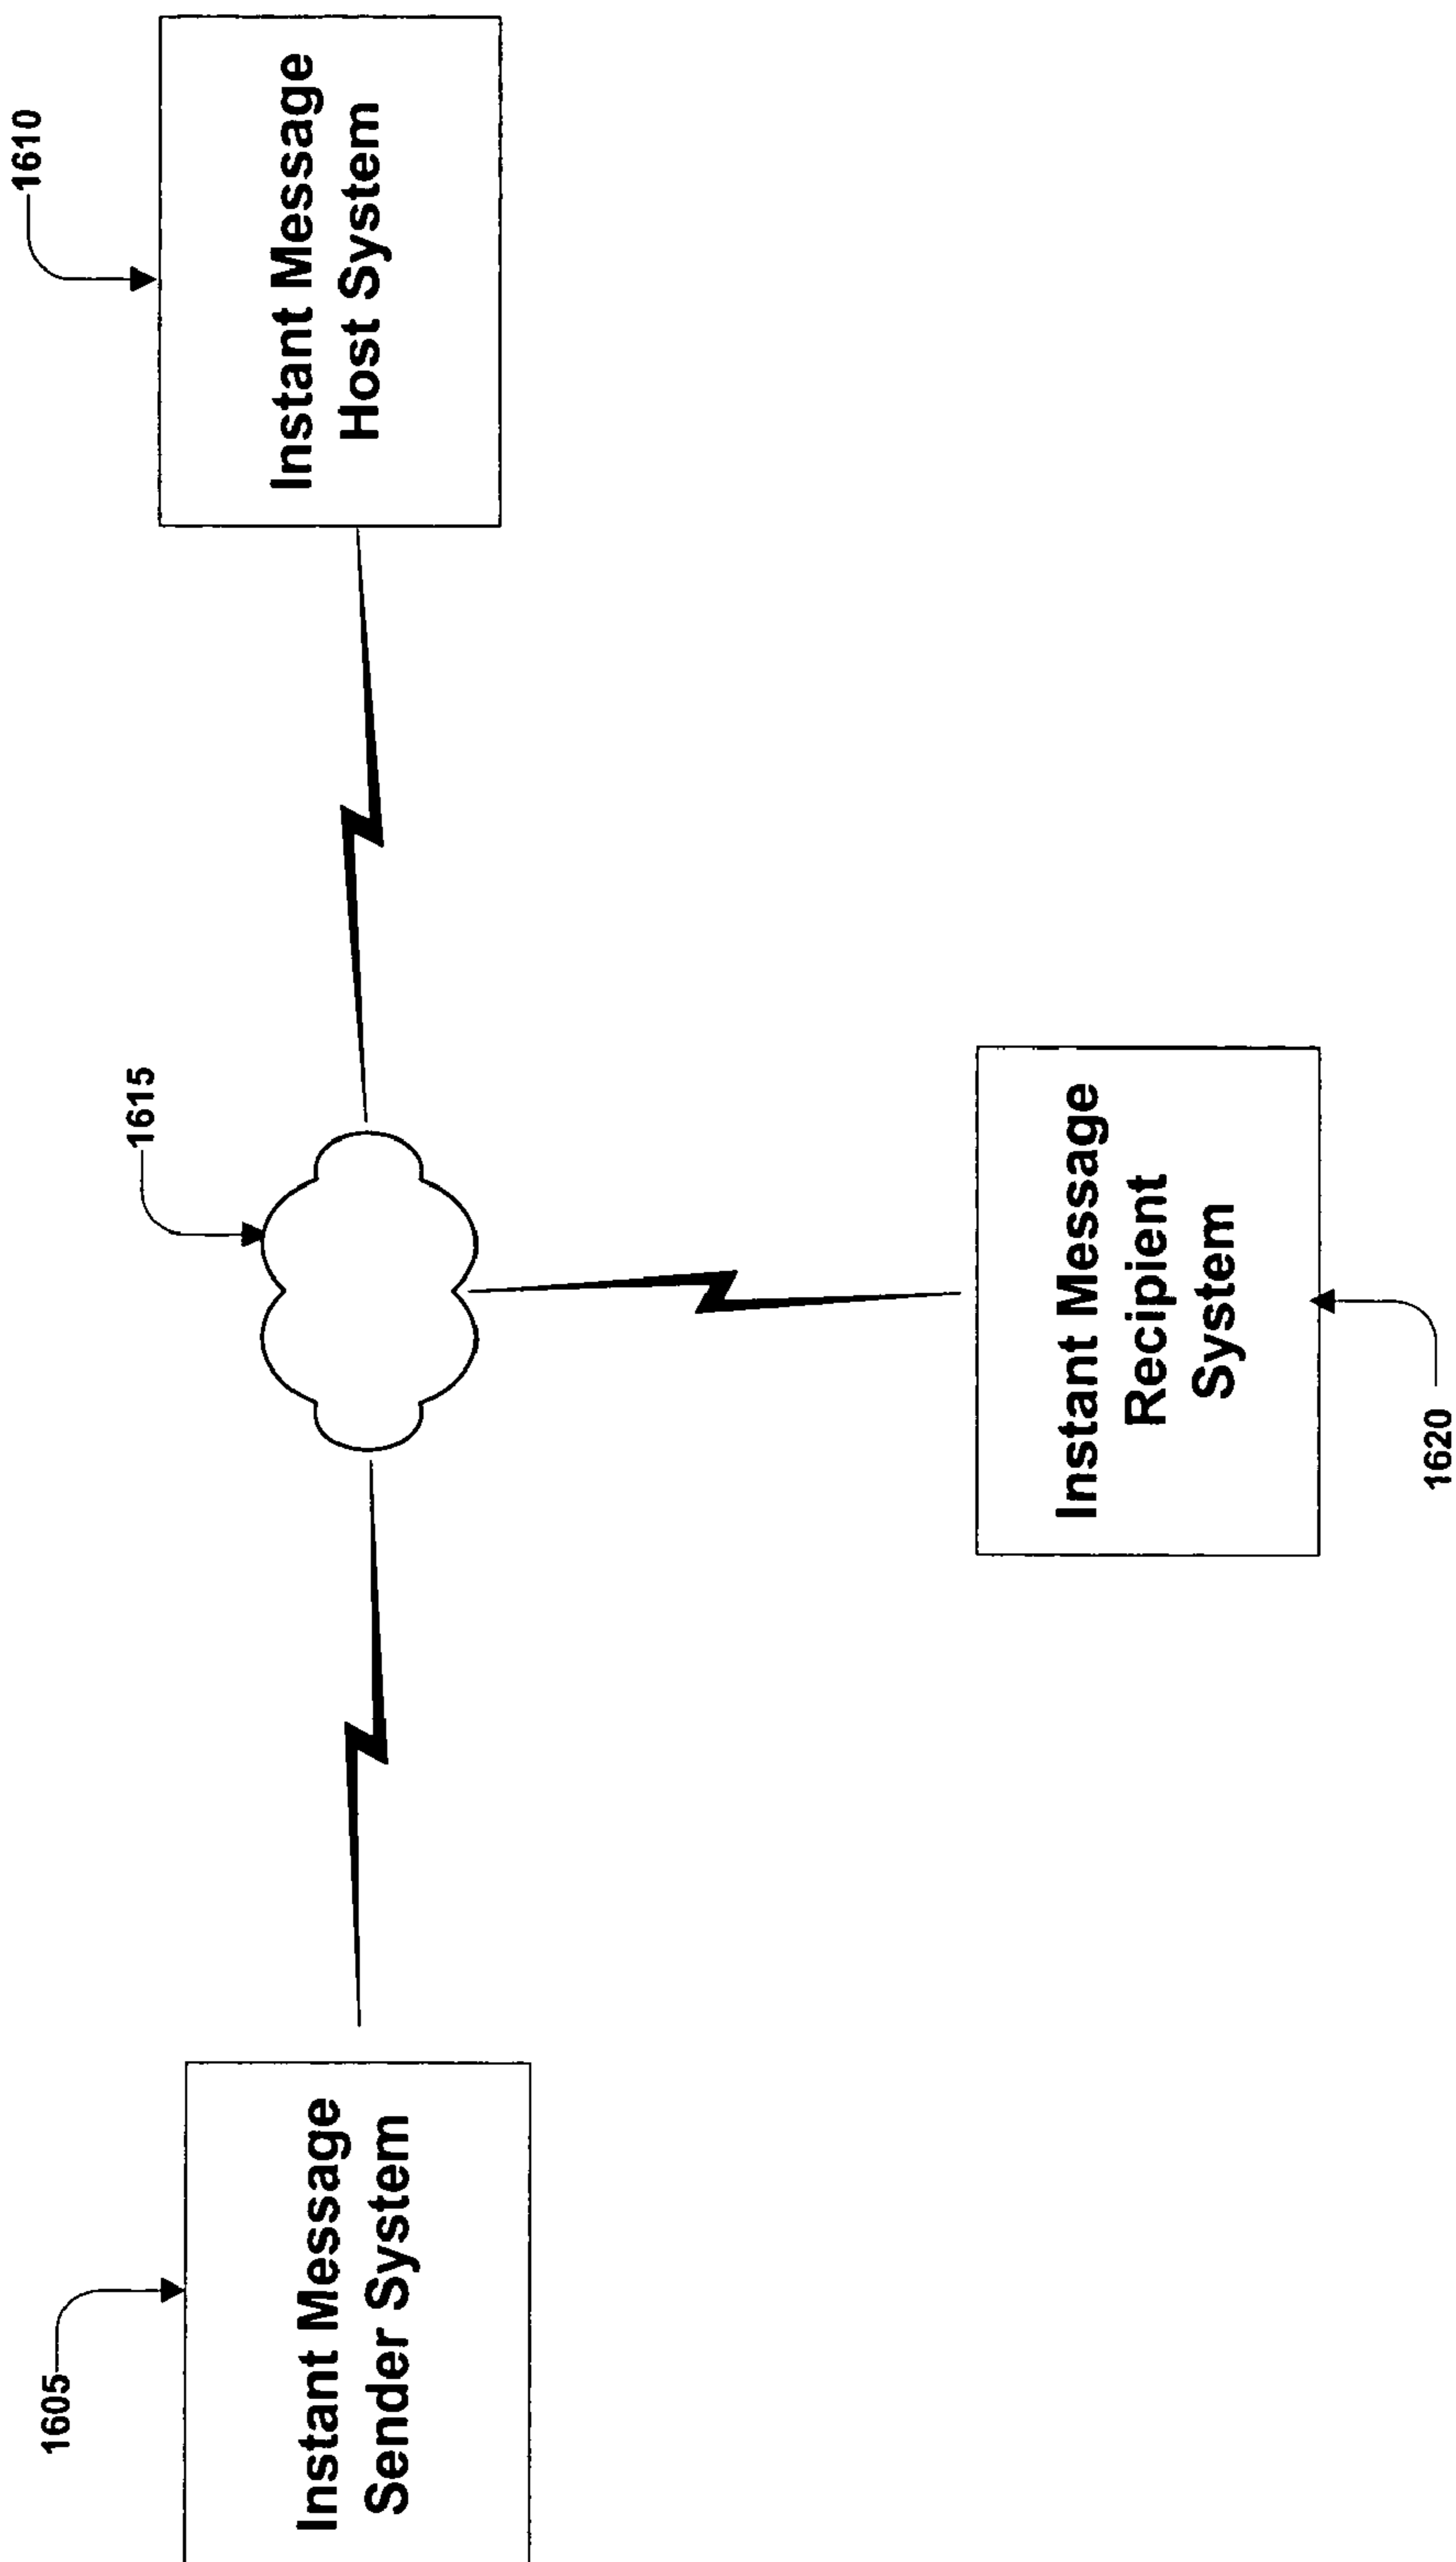 1605
Instant Message
Sender System
1615
1610
Instant Message
Host System
Instant Message
Recipient
System
1620